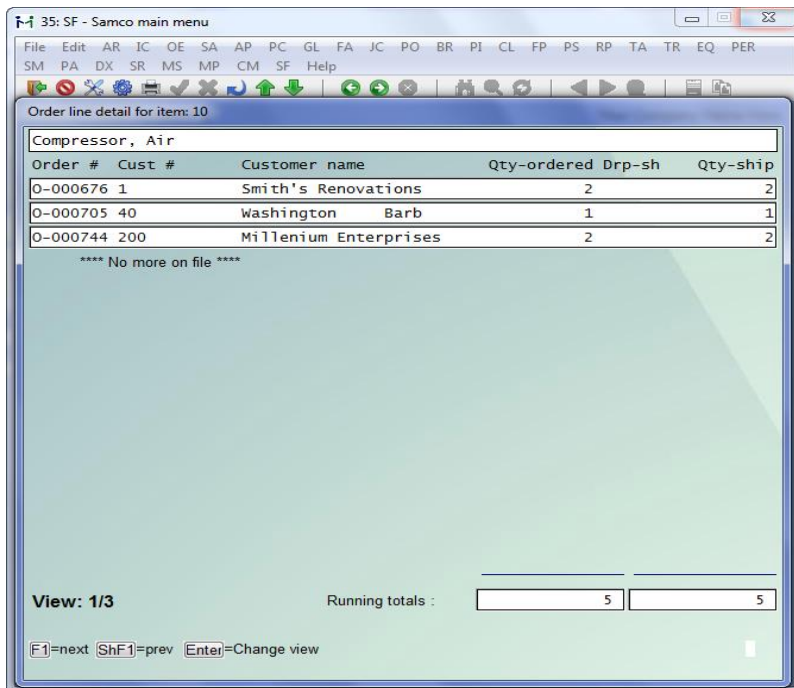 35: SF - Samco main menu
File Edit AR IC OE SA AP PC GL FA JC PO BR PI CL FP PS RP TA TR EQ PER
SM PA DX SR MS MP CM SF Help
Order line detail for item: 10
Compressor, Air
Order # Cust # Customer name Qty-ordered Drp-sh Qty-ship
O-000676 1 Smith's Renovations 2 2
O-000705 40 Washington Barb 1 1
O-000744 200 Millenium Enterprises 2 2
**** No more on file ****
View: 1/3 Running totals : 5 5
F1=next ShF1=prev Enter=Change view